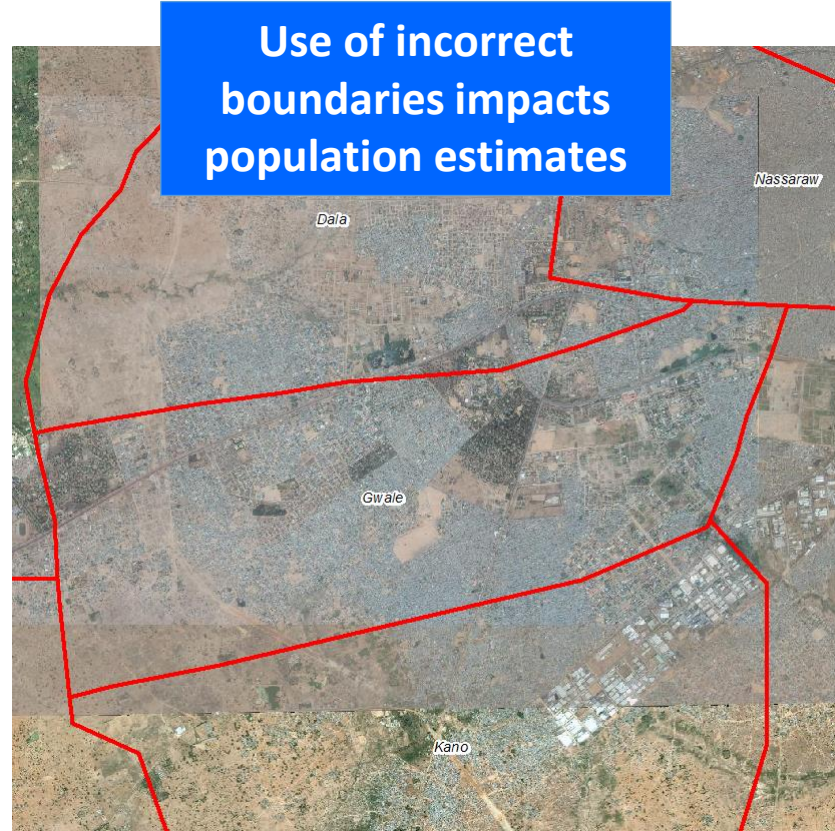 Use of incorrect
boundaries impacts
population estimates
Nassaraw
Dala
Gwale
Kano